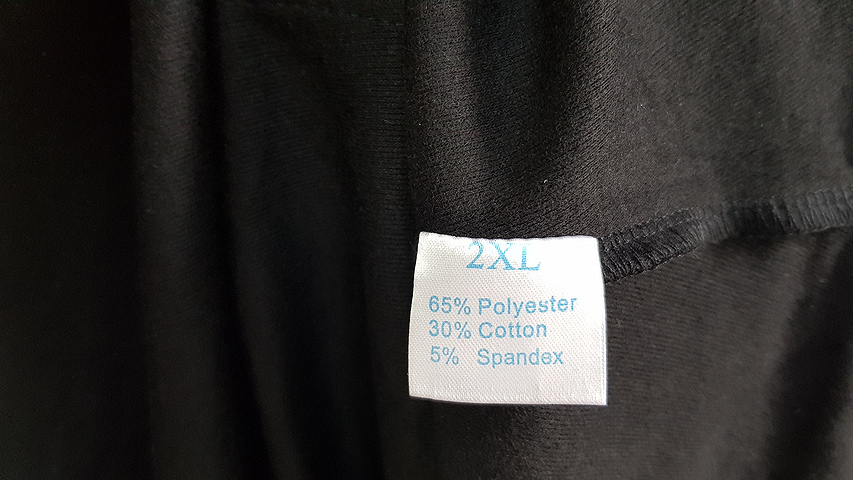 2XL
65% Polyester
30% Cotton
5% Spandex